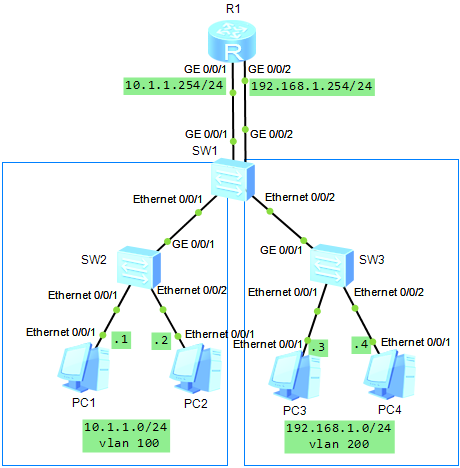 R1
R
GE 0/0/1
GE 0/0/2
10.1.1.254/24
192.168.1.254/24
GE 0/0/1
GE 0/0/2
SW1
Ethernet 0/0/1
Ethernet 0/0/2
GE 0/0/1
GE 0/0/1
SW2
SW3
Ethernet 0/0/1
Ethernet 0/0/2
Ethernet 0/0/1
Ethernet 0/0/2
Ethernet 0/0/1
.1
.2
Ethernet 0/0/1
Ethernet 0/0/1
.3
.4
Ethernet 0/0/1
PC1
PC2
PC3
PC4
10.1.1.0/24
vlan 100
192.168.1.0/24
vlan 200